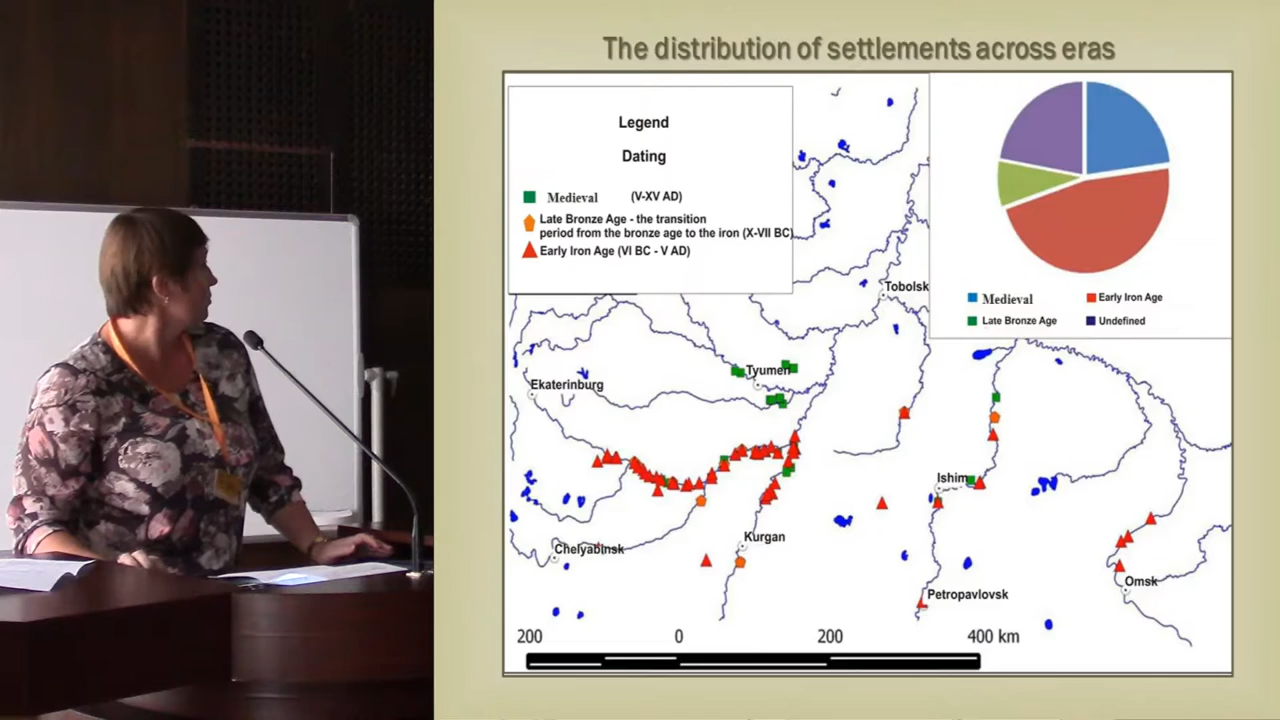 The distribution of settlements across eras
Legend
Dating
Medieval (V-XV AD)
Late Bronze Age - the transition
period from the bronze age to the iron (X-VII BC)
Early Iron Age (VI BC - V AD)
Medieval
Early Iron Age
Late Bronze Age
Undefined
Tobolsk
Tyumen
Ekaterinburg
Ishim
Kurgan
Chelyabinsk
Omsk
Petropavlovsk
200 0 200 400 km